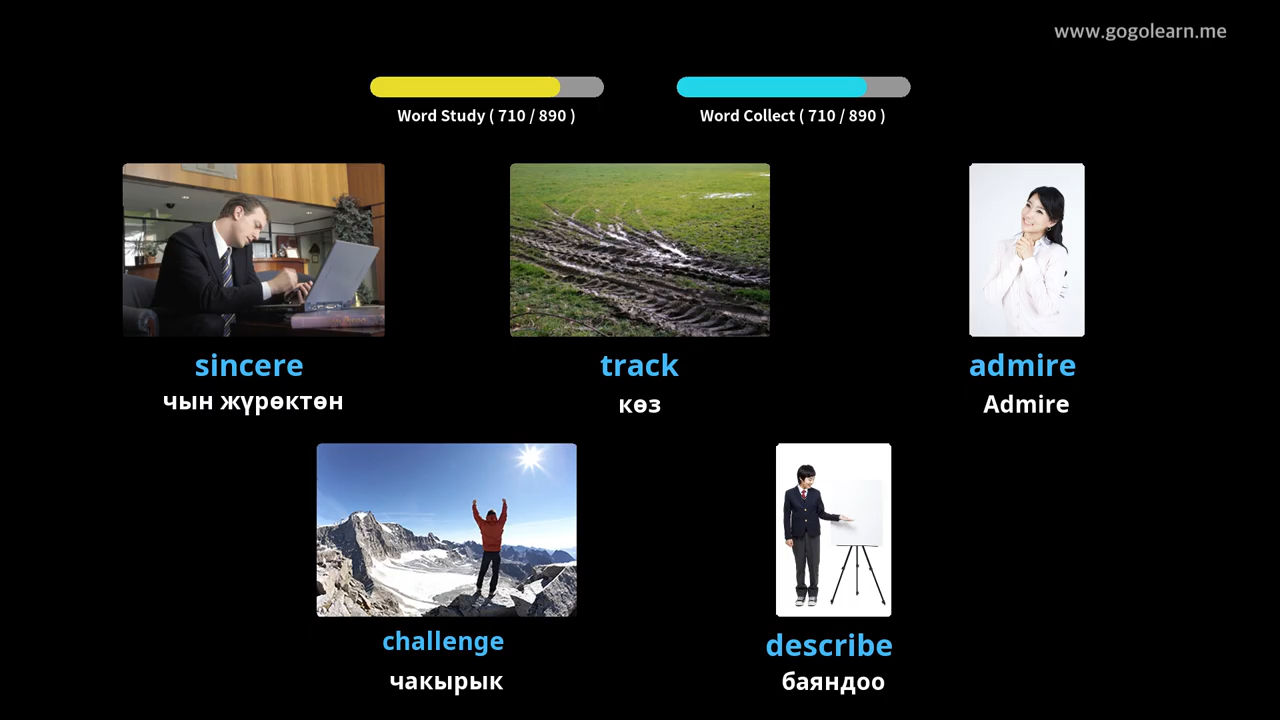 www.gogolearn.me
Word Study ( 710 / 890 )
Word Collect ( 710 / 890 )
sincere
чын жүрөктөн
track
көз
admire
Admire
challenge
чакырык
describe
баяндоо